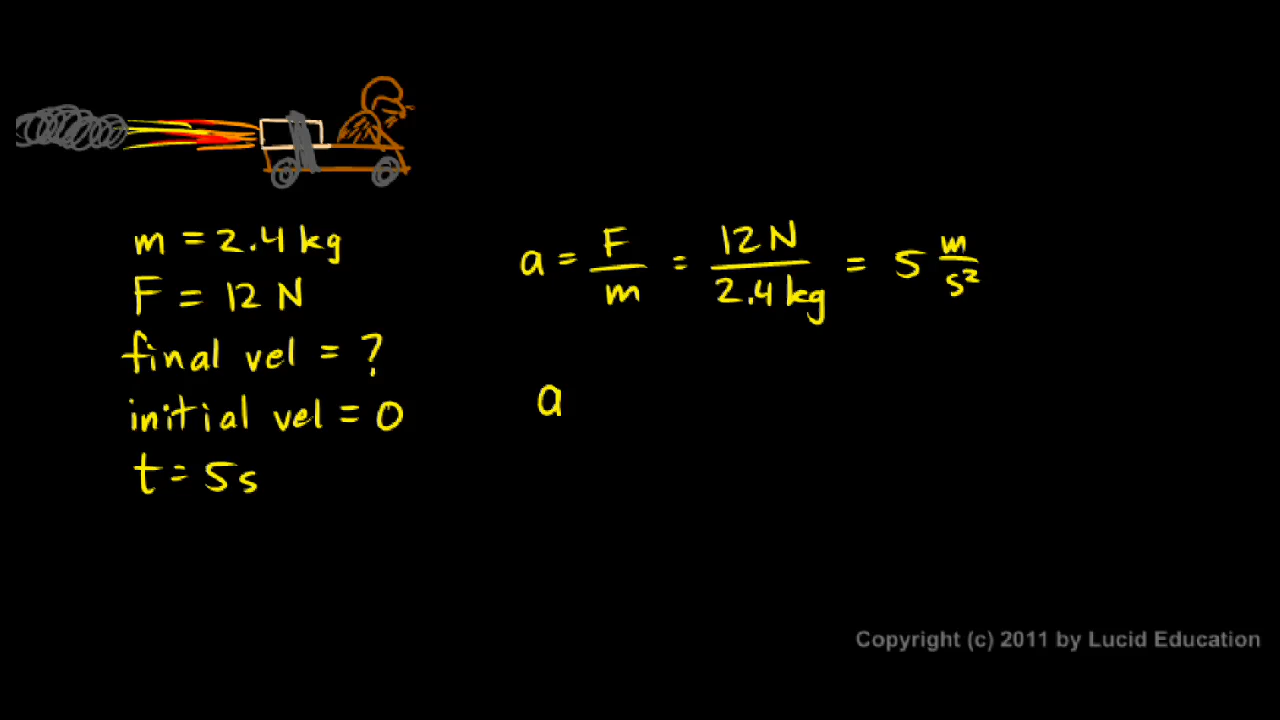 m = 2.4 kg
F = 12 N
final vel = ?
initial vel = 0
t = 5s
a = F/m = 12 N/2.4 kg = 5 m/s²
a
Copyright (c) 2011 by Lucid Education